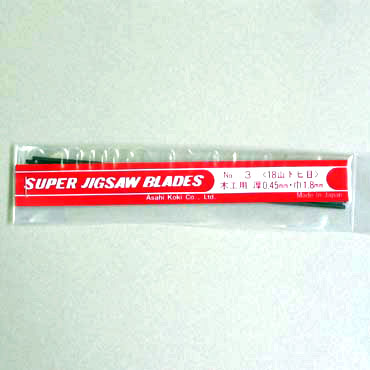 SUPER JIGSAW BLADES
Asahi Koki Co., Ltd.
No 3 〈18山トビ目〉
木工用 厚0.45mm・巾1.8mm
Made in Japan